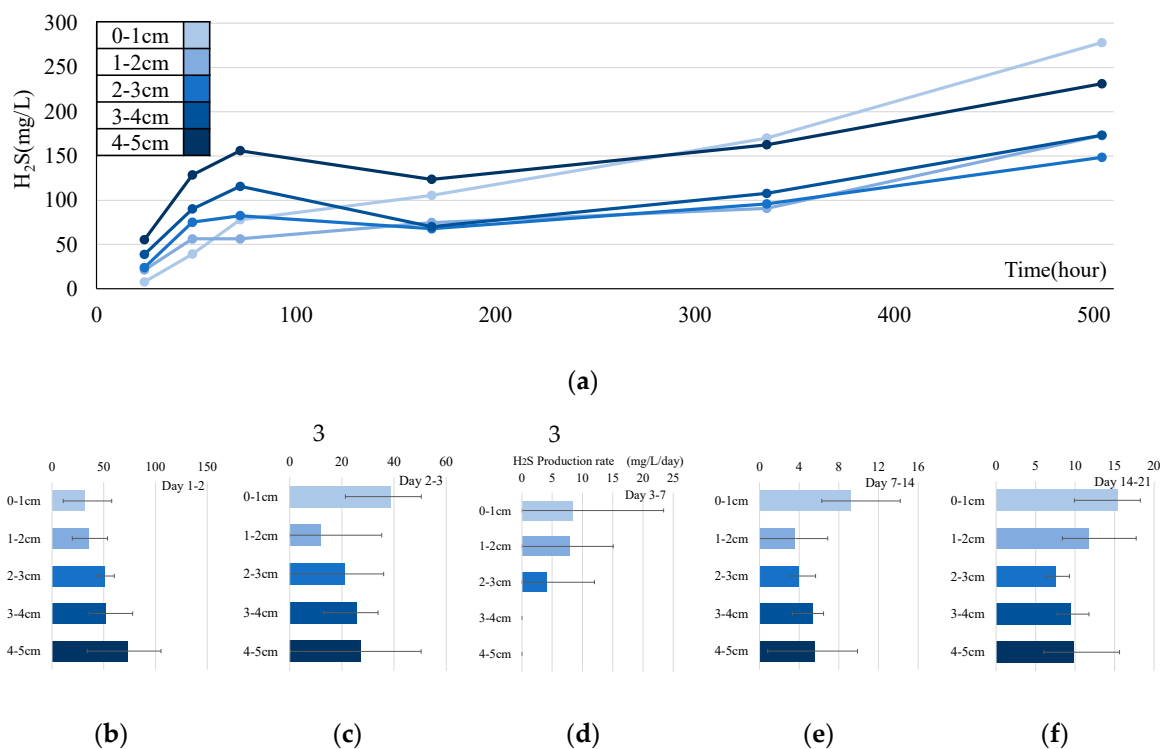 300
250
200
150
100
50
0
H₂S(mg/L)
0-1cm
1-2cm
2-3cm
3-4cm
4-5cm
Time(hour)
0 100 200 300 400 500
(a)
0 50 100 150
Day 1-2
0-1cm
1-2cm
2-3cm
3-4cm
4-5cm
(b)
3
0 20 40 60
Day 2-3
0-1cm
1-2cm
2-3cm
3-4cm
4-5cm
(c)
3
H2S Production rate (mg/L/day)
0 5 10 15 20 25
Day 3-7
0-1cm
1-2cm
2-3cm
3-4cm
4-5cm
(d)
0 4 8 12 16
Day 7-14
0-1cm
1-2cm
2-3cm
3-4cm
4-5cm
(e)
0 5 10 15 20
Day 14-21
0-1cm
1-2cm
2-3cm
3-4cm
4-5cm
(f)